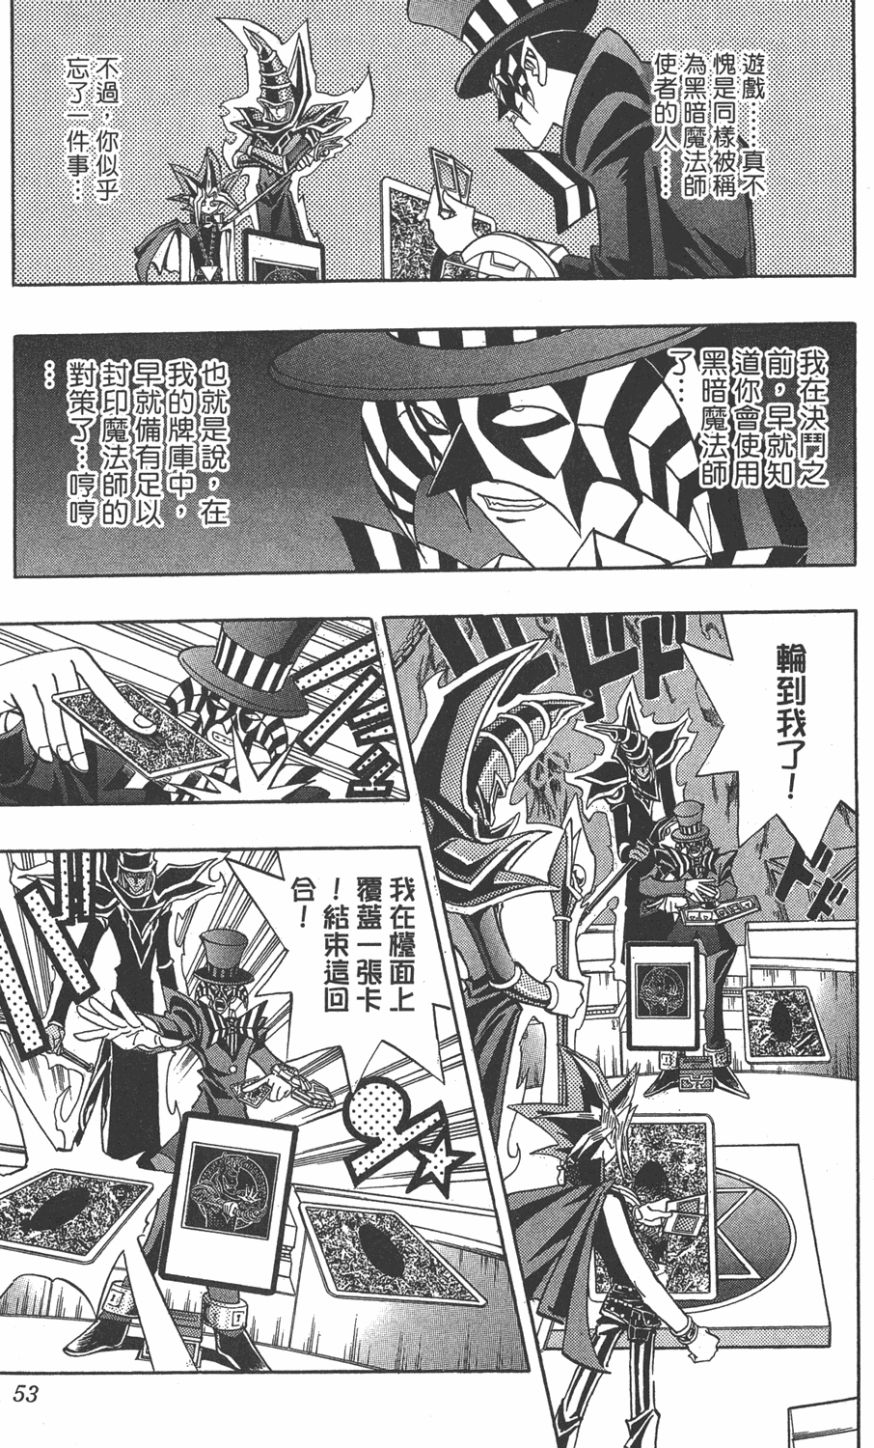 遊戲……真不
愧是同樣被稱
為黑暗魔法師
使者的人……
不過，你似乎
忘了一件事…
我在決鬥之
前，早就知
道你會使用
黑暗魔法師
了…
也就是說，在
我的牌庫中，
早就備有足以
封印魔法師的
對策了…哼哼
…
輪到我了！
ドドド
ドド
我在檯面上
覆蓋一張卡
！結束這回
合！
53